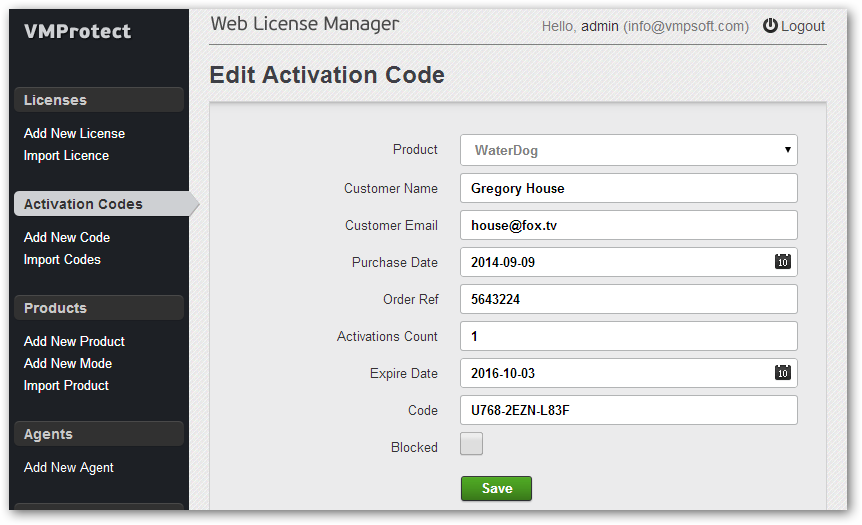 VMProtect
Web License Manager
Hello, admin (info@vmpsoft.com) Logout
Licenses
Add New License
Import Licence
Activation Codes
Add New Code
Import Codes
Products
Add New Product
Add New Mode
Import Product
Agents
Add New Agent
Edit Activation Code
Product WaterDog
Customer Name Gregory House
Customer Email house@fox.tv
Purchase Date 2014-09-09 10
Order Ref 5643224
Activations Count 1
Expire Date 2016-10-03 10
Code U768-2EZN-L83F
Blocked
Save